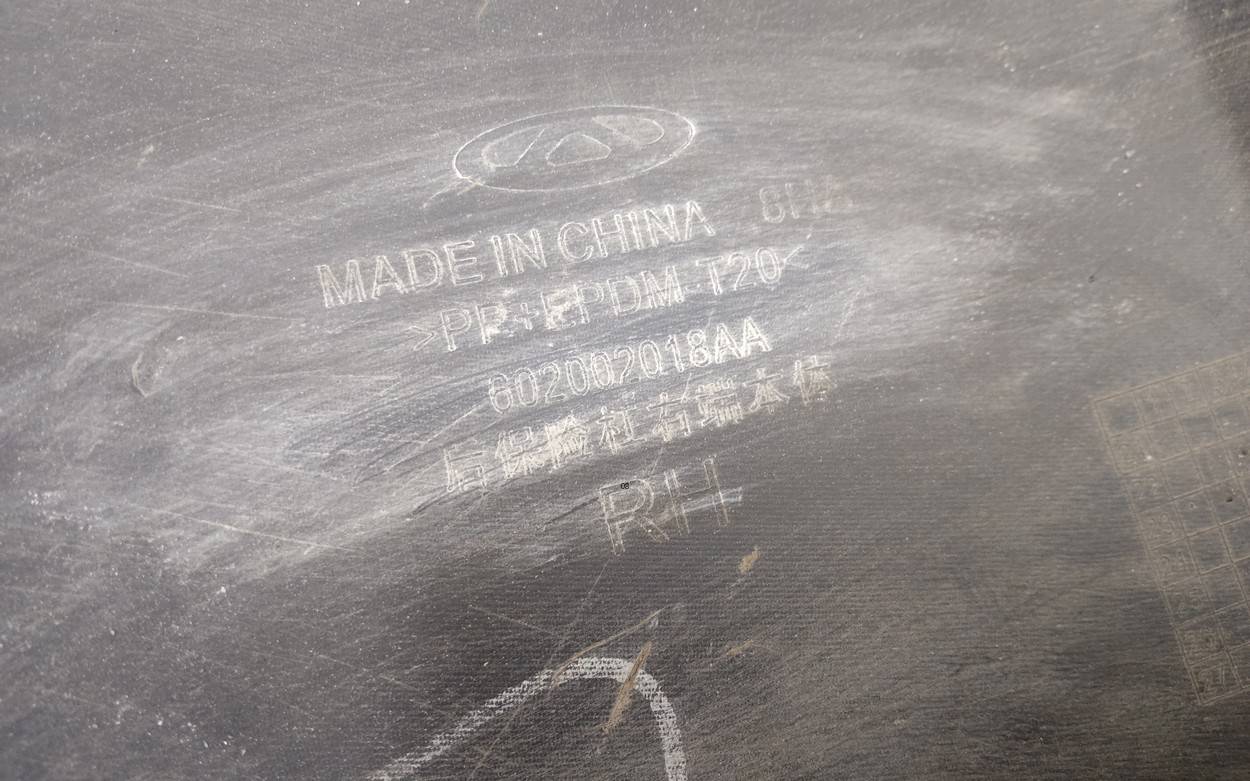 MADE IN CHINA
>PP+EPDM-T20<
602002018AA
后保险杠右端本体
RH